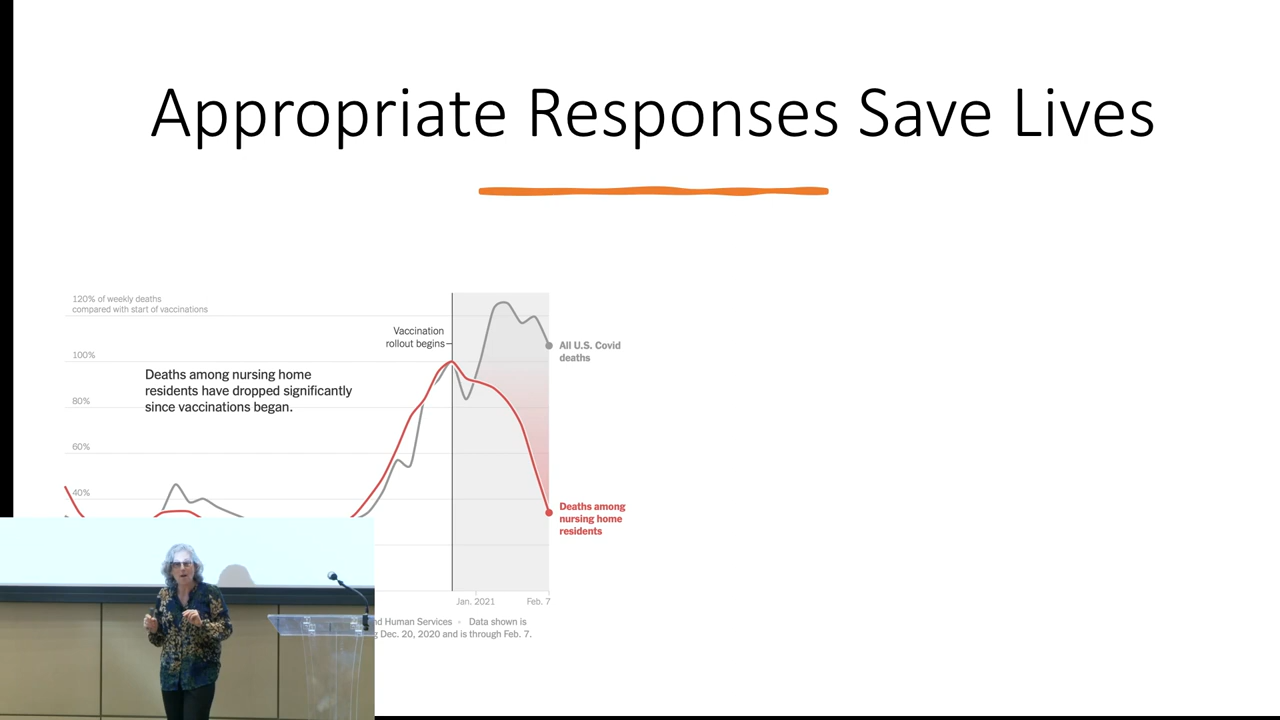 Appropriate Responses Save Lives
120% of weekly deaths
compared with start of vaccinations
Vaccination
rollout begins
All U.S. Covid
deaths
100%
Deaths among nursing home
residents have dropped significantly
since vaccinations began.
80%
60%
40%
Deaths among
nursing home
residents
Jan. 2021
Feb. 7
Human Services · Data shown is
Dec. 20, 2020 and is through Feb. 7.